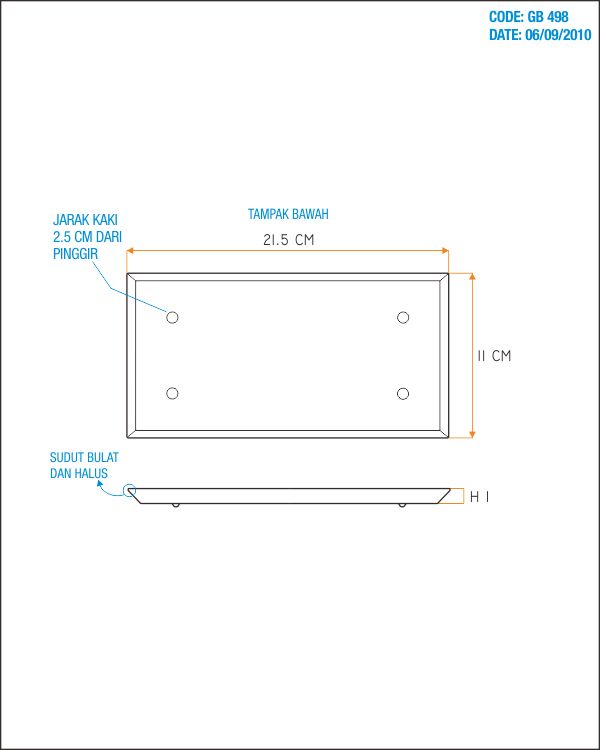 CODE: GB 498
DATE: 06/09/2010
TAMPAK BAWAH
JARAK KAKI
2.5 CM DARI
PINGGIR
21.5 CM
11 CM
SUDUT BULAT
DAN HALUS
H 1